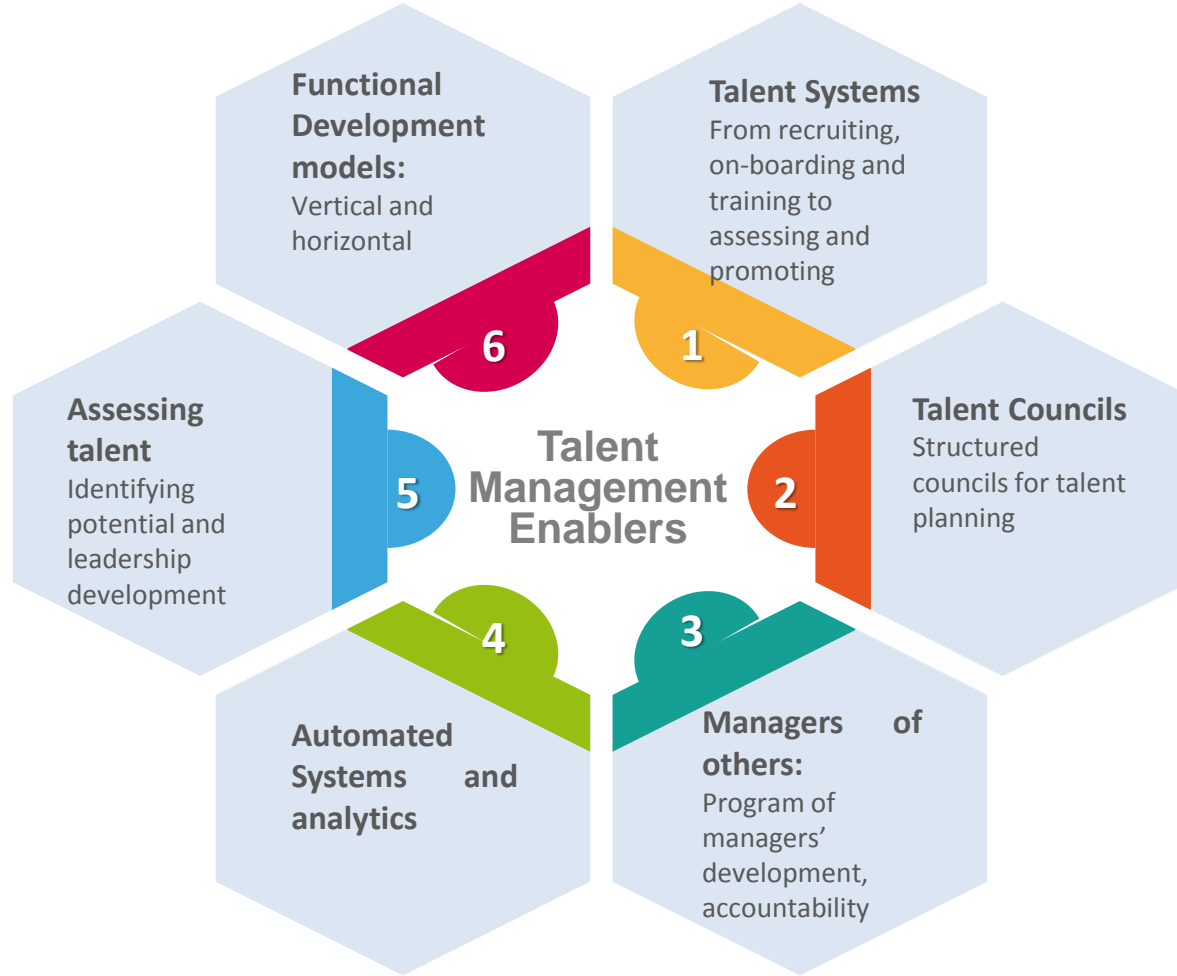 Talent Management Enablers
1
Talent Systems
From recruiting,
on-boarding and
training to
assessing and
promoting
2
Talent Councils
Structured
councils for talent
planning
3
Managers of
others:
Program of
managers’
development,
accountability
4
Automated
Systems and
analytics
5
Assessing
talent
Identifying
potential and
leadership
development
6
Functional
Development
models:
Vertical and
horizontal